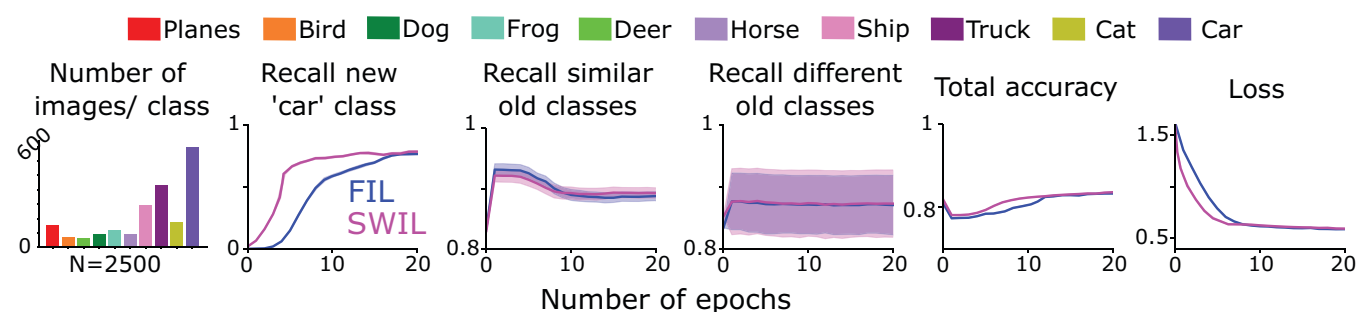 Planes Bird Dog Frog Deer Horse Ship Truck Cat Car
Number of images/ class
600
0
N=2500
Recall new 'car' class
1
0
0 10 20
FIL
SWIL
Recall similar old classes
1
0.8
0 10 20
Recall different old classes
1
0.8
0 10 20
Total accuracy
1
0.8
0 10 20
Loss
1.5
0.5
0 10 20
Number of epochs